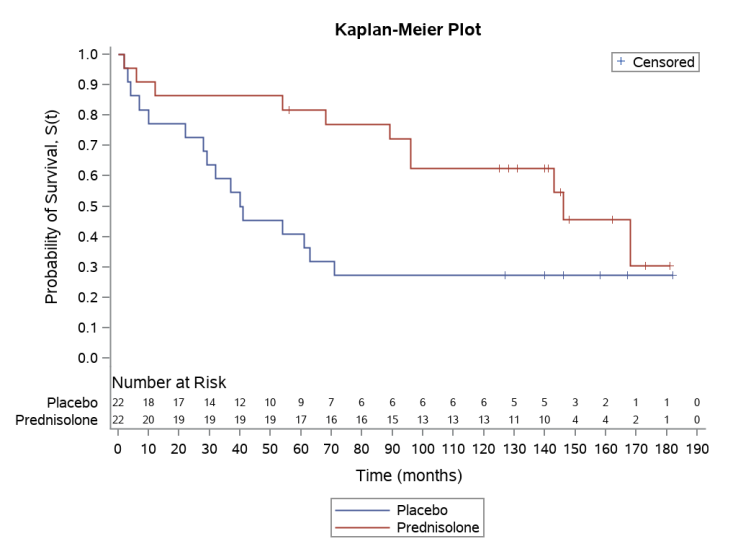 Kaplan-Meier Plot
+ Censored
Probability of Survival, S(t)
1.0
0.9
0.8
0.7
0.6
0.5
0.4
0.3
0.2
0.1
0.0
Number at Risk
Placebo 22 18 17 14 12 10 9 7 6 6 6 6 6 5 5 3 2 1 1 0
Prednisolone 22 20 19 19 19 19 17 16 16 15 13 13 13 11 10 4 4 2 1 0
0 10 20 30 40 50 60 70 80 90 100 110 120 130 140 150 160 170 180 190
Time (months)
Placebo
Prednisolone